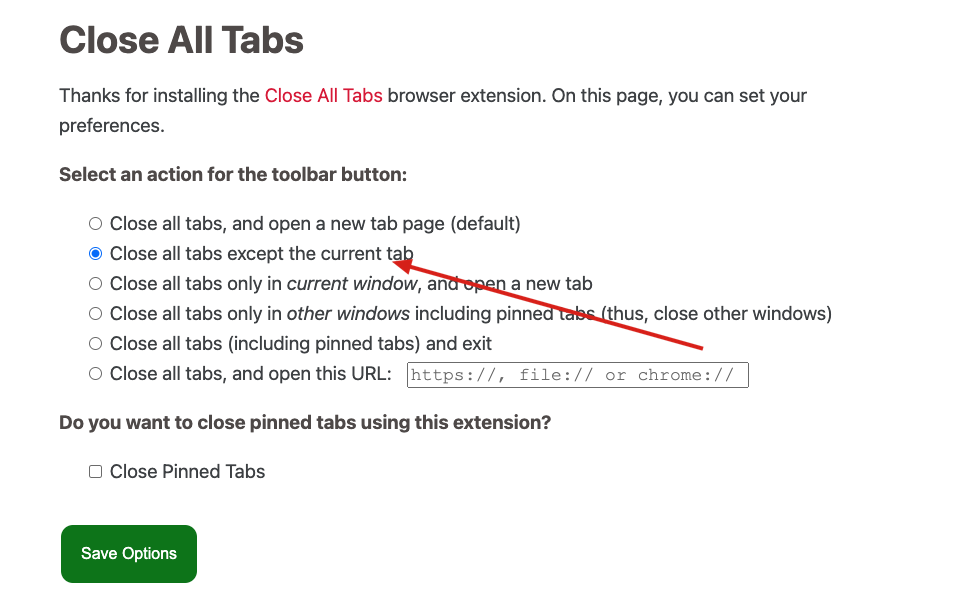 Close All Tabs
Thanks for installing the Close All Tabs browser extension. On this page, you can set your
preferences.
Select an action for the toolbar button:
Close all tabs, and open a new tab page (default)
Close all tabs except the current tab
Close all tabs only in current window, and open a new tab
Close all tabs only in other windows including pinned tabs (thus, close other windows)
Close all tabs (including pinned tabs) and exit
Close all tabs, and open this URL: https://, file:// or chrome://
Do you want to close pinned tabs using this extension?
Close Pinned Tabs
Save Options